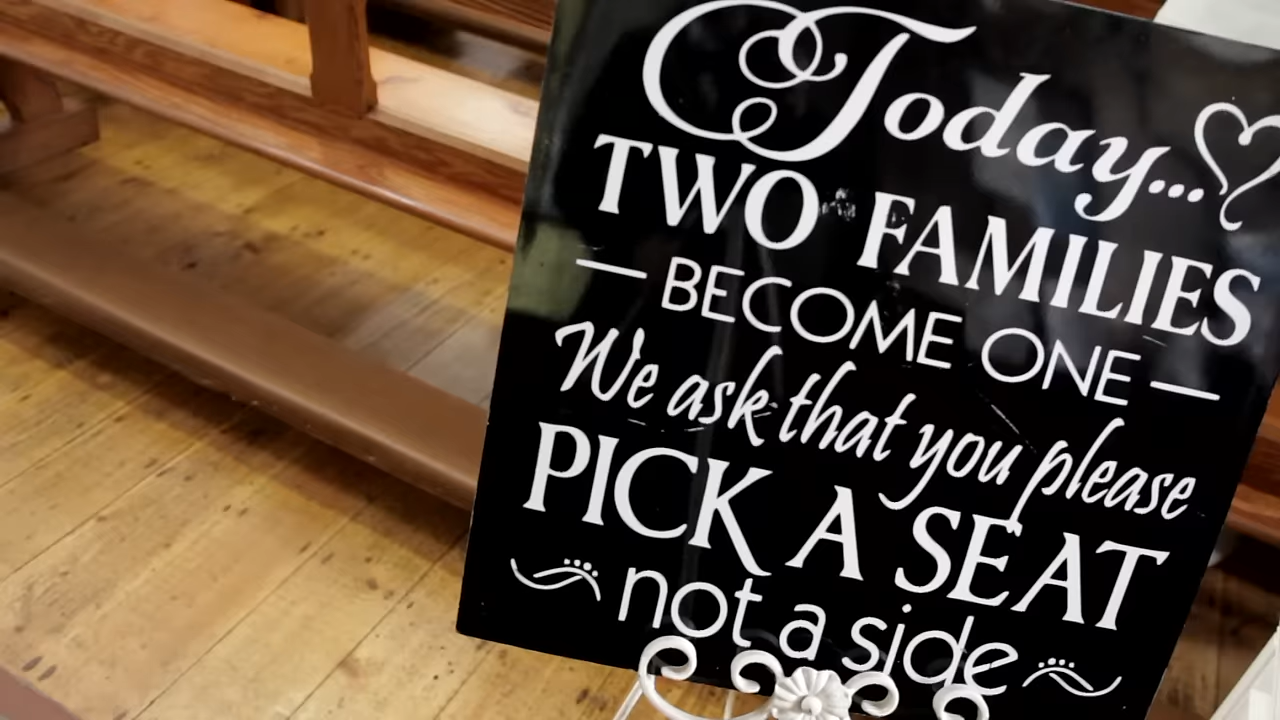 Today...
TWO FAMILIES
BECOME ONE
We ask that you please
PICK A SEAT
not a side